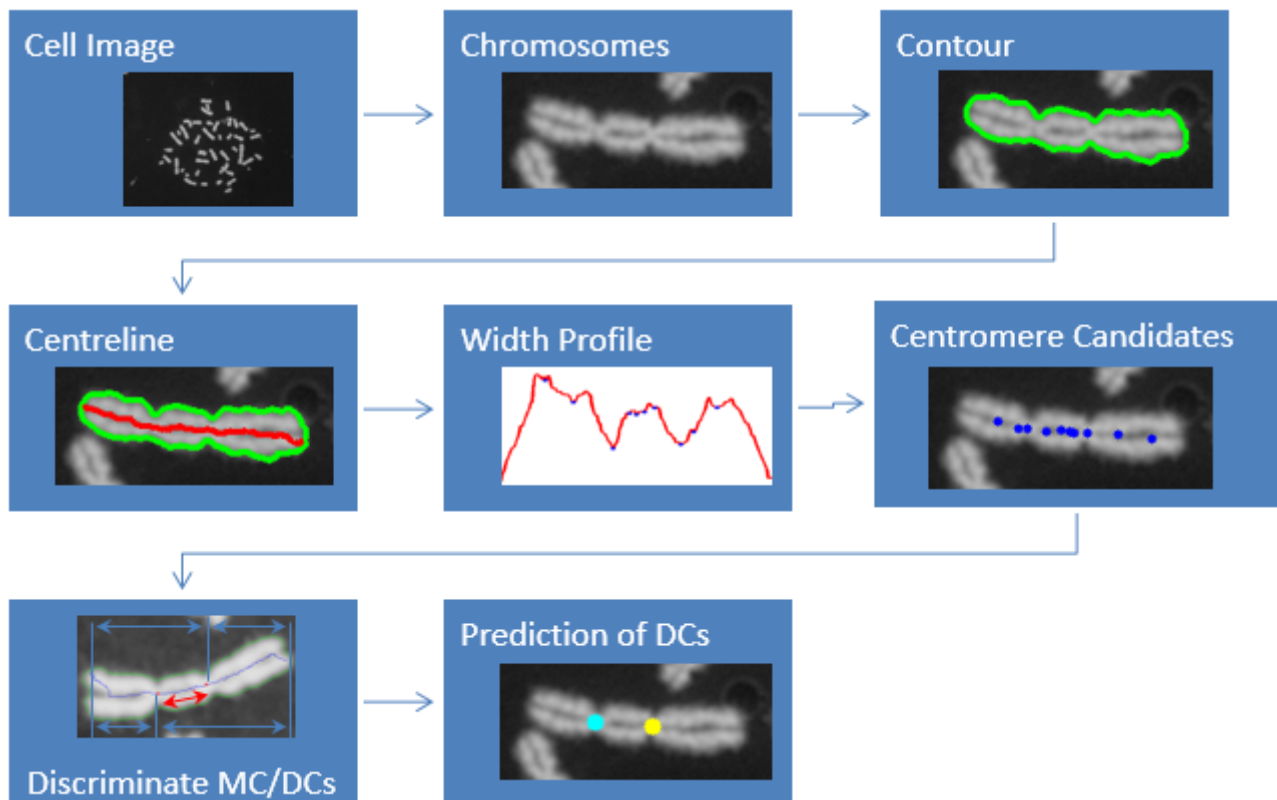 Cell Image
Chromosomes
Contour
Centreline
Width Profile
Centromere Candidates
Discriminate MC/DCs
Prediction of DCs